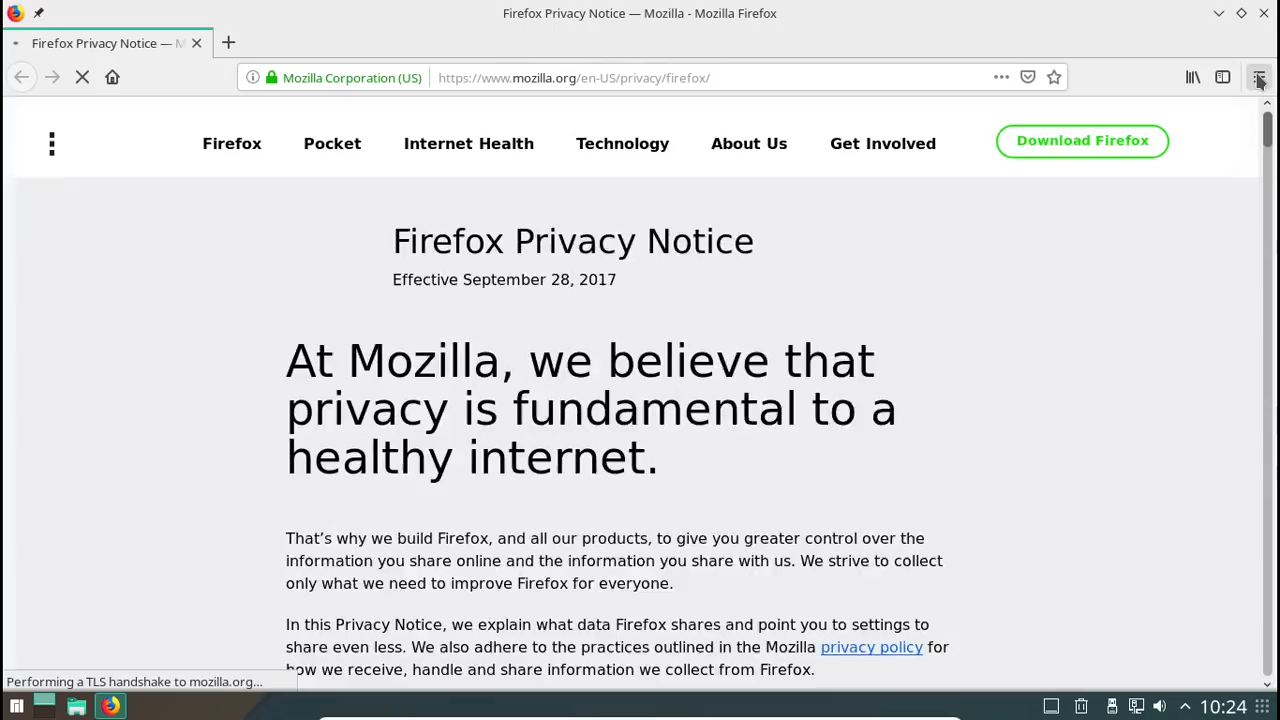 Firefox Privacy Notice — Mozilla - Mozilla Firefox
Firefox Privacy Notice — M
Mozilla Corporation (US)
https://www.mozilla.org/en-US/privacy/firefox/
Firefox Pocket Internet Health Technology About Us Get Involved Download Firefox
Firefox Privacy Notice
Effective September 28, 2017
At Mozilla, we believe that
privacy is fundamental to a
healthy internet.
That’s why we build Firefox, and all our products, to give you greater control over the
information you share online and the information you share with us. We strive to collect
only what we need to improve Firefox for everyone.
In this Privacy Notice, we explain what data Firefox shares and point you to settings to
share even less. We also adhere to the practices outlined in the Mozilla privacy policy for
how we receive, handle and share information we collect from Firefox.
Performing a TLS handshake to mozilla.org...
10:24